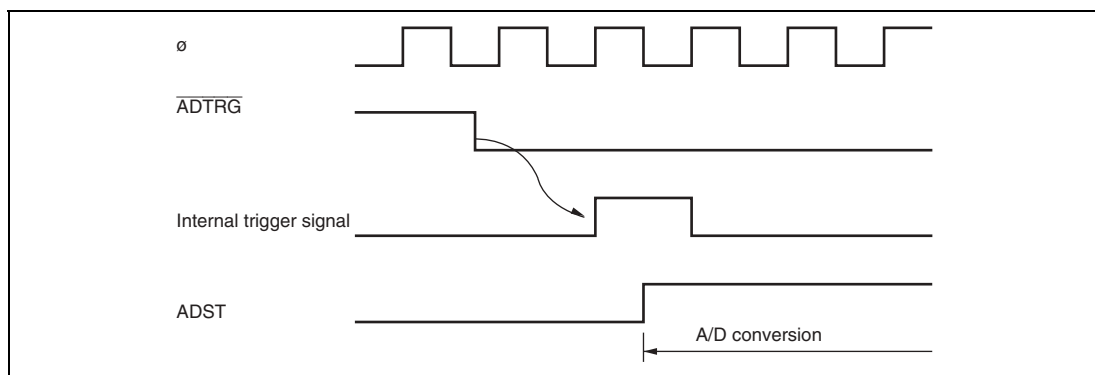 ø
ADTRG
Internal trigger signal
ADST
A/D conversion